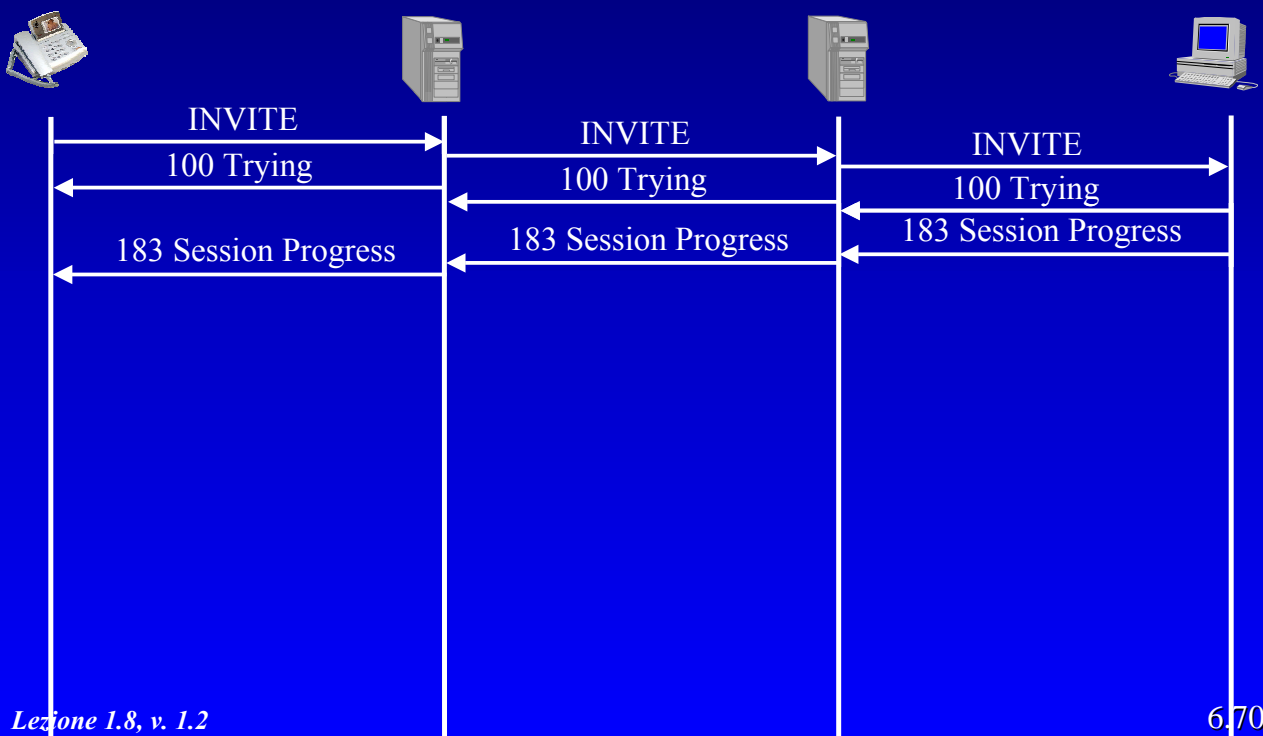 INVITE
INVITE
INVITE
100 Trying
100 Trying
100 Trying
183 Session Progress
183 Session Progress
183 Session Progress
Lezione 1.8, v. 1.2
6.70